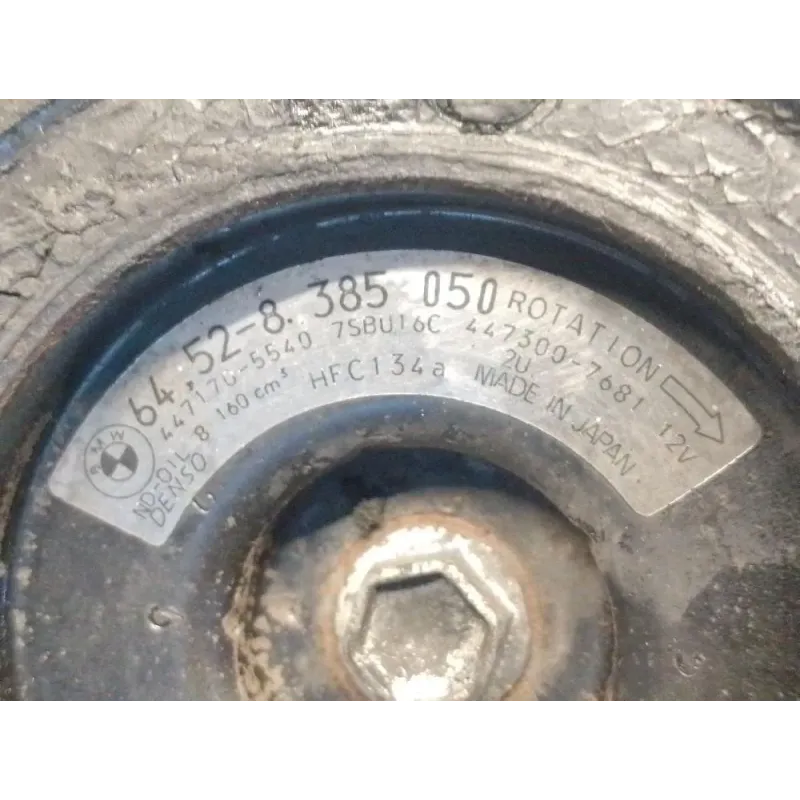 64.52-8.385 050 ROTATION
447170-5540 7SBU16C 447300-7681 12V
ND-OIL 8 160 cm³ HFC134a 2U
DENSO MADE IN JAPAN
BMW